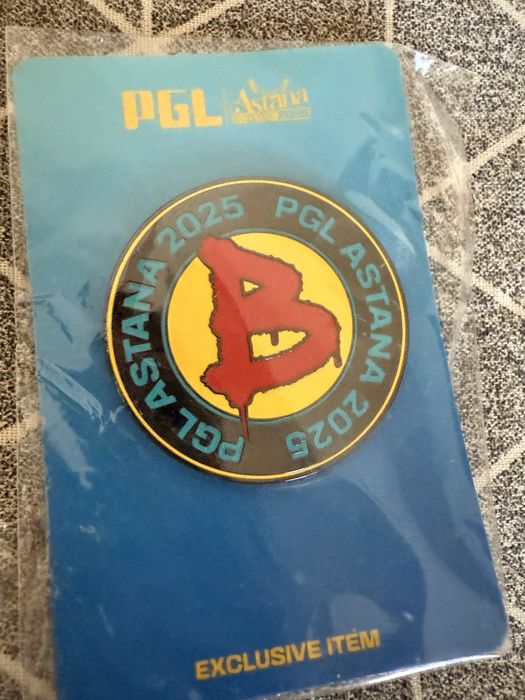 PGL
Astana
PGL ASTANA 2025
PGL ASTANA 2025
B
EXCLUSIVE ITEM